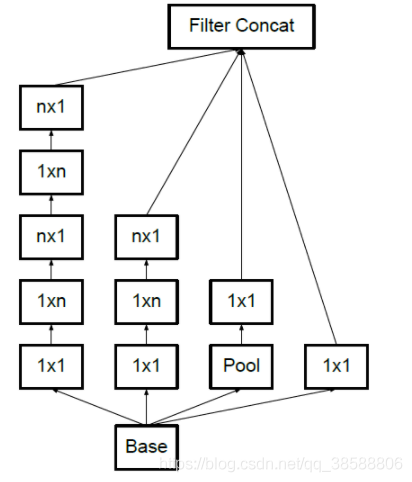 Filter Concat
nx1
1xn
nx1 nx1
1xn 1xn 1x1
1x1 1x1 Pool 1x1
Base
https://blog.csdn.net/qq_38588806